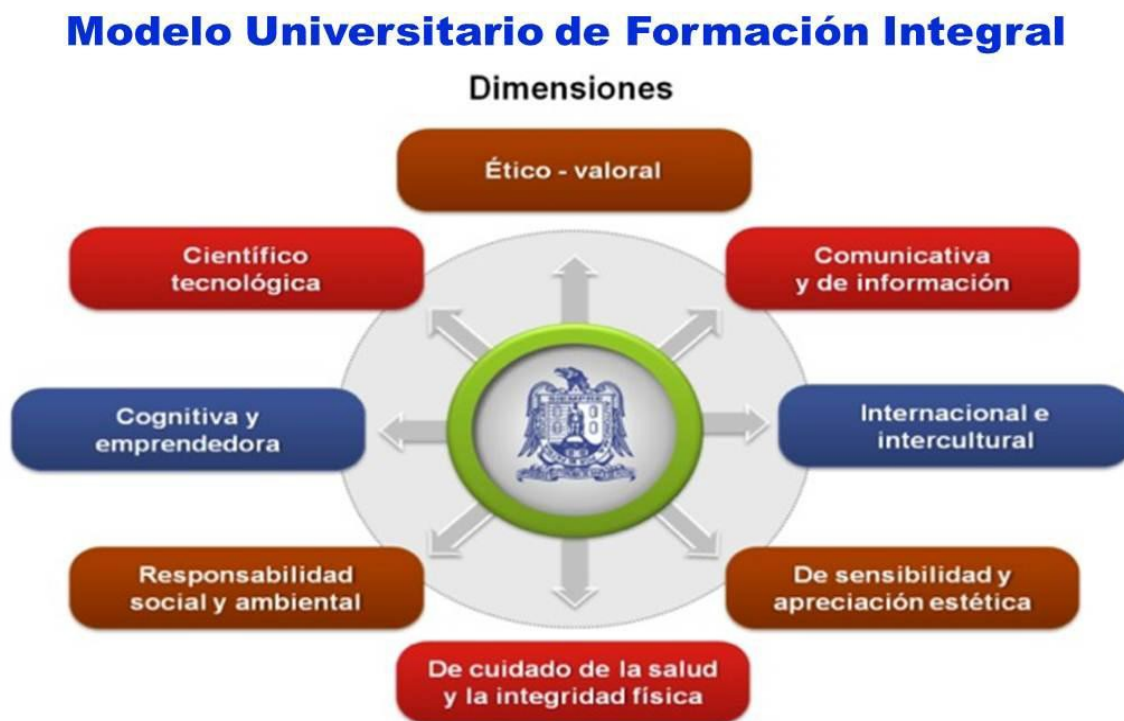 Modelo Universitario de Formación Integral
Dimensiones
Ético - valoral
Científico
tecnológica
Comunicativa
y de información
SIEMPRE
Cognitiva y
emprendedora
Internacional e
intercultural
Responsabilidad
social y ambiental
De sensibilidad y
apreciación estética
De cuidado de la salud
y la integridad física